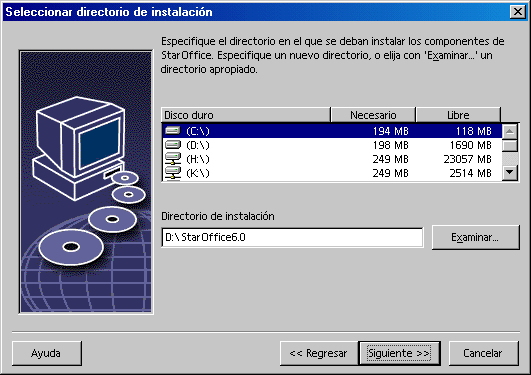 Seleccionar directorio de instalación
Especifique el directorio en el que se deban instalar los componentes de
StarOffice. Especifique un nuevo directorio, o elija con 'Examinar...' un
directorio apropiado.
Disco duro Necesario Libre
(C:\) 194 MB 118 MB
(D:\) 198 MB 1690 MB
(H:\) 249 MB 23057 MB
(K:\) 249 MB 2514 MB
Directorio de instalación
D:\StarOffice6.0 Examinar...
Ayuda << Regresar Siguiente >> Cancelar